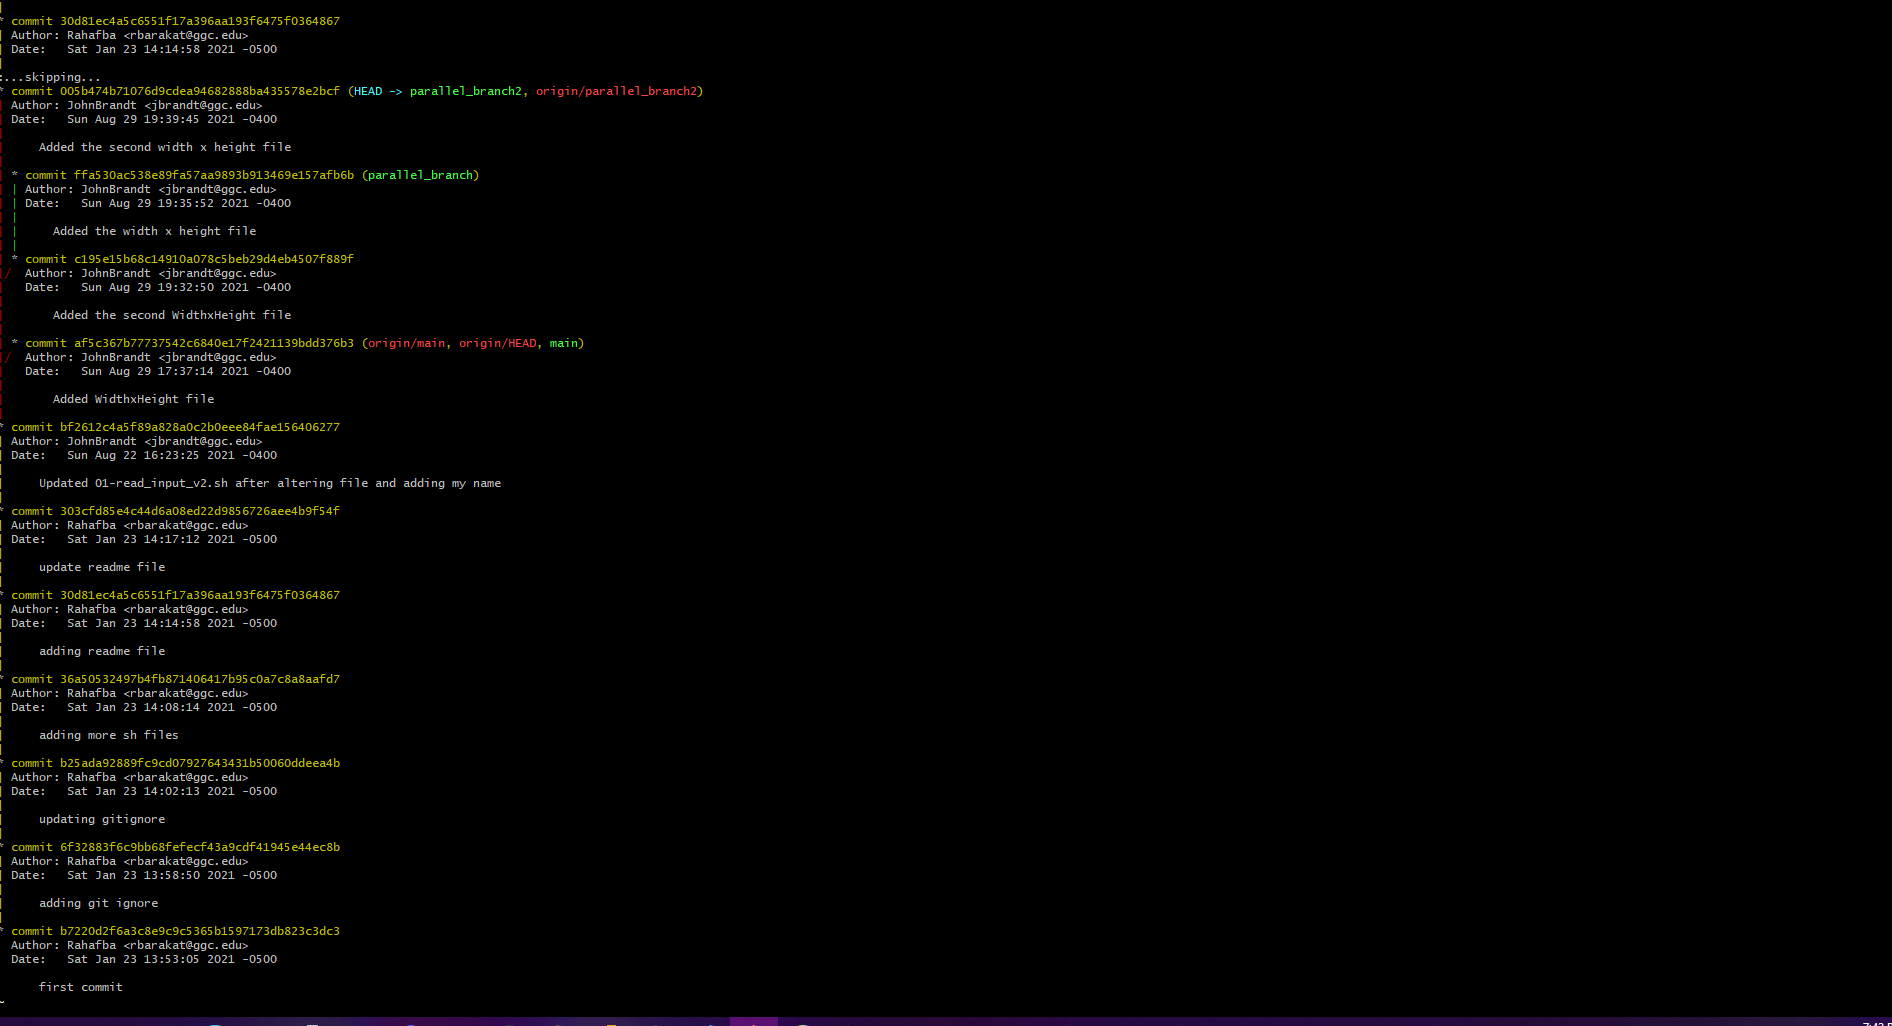 * commit 30d81ec4a5c6551f17a396aa193f6475f0364867
| Author: Rahafba <rbarakat@ggc.edu>
| Date:   Sat Jan 23 14:14:58 2021 -0500
|
:...skipping...
* commit 005b474b71076d9cdea94682888ba435578e2bcf (HEAD -> parallel_branch2, origin/parallel_branch2)
| Author: JohnBrandt <jbrandt@ggc.edu>
| Date:   Sun Aug 29 19:39:45 2021 -0400
|
|     Added the second width x height file
|
| * commit ffa530ac538e89fa57aa9893b913469e157afb6b (parallel_branch)
| | Author: JohnBrandt <jbrandt@ggc.edu>
| | Date:   Sun Aug 29 19:35:52 2021 -0400
| |
| |     Added the width x height file
| |
| * commit c195e15b68c14910a078c5beb29d4eb4507f889f
|/  Author: JohnBrandt <jbrandt@ggc.edu>
|   Date:   Sun Aug 29 19:32:50 2021 -0400
|
|       Added the second WidthxHeight file
|
| * commit af5c367b77737542c6840e17f2421139bdd376b3 (origin/main, origin/HEAD, main)
|/  Author: JohnBrandt <jbrandt@ggc.edu>
|   Date:   Sun Aug 29 17:37:14 2021 -0400
|
|       Added WidthxHeight file
|
* commit bf2612c4a5f89a828a0c2b0eee84fae156406277
| Author: JohnBrandt <jbrandt@ggc.edu>
| Date:   Sun Aug 22 16:23:25 2021 -0400
|
|     Updated 01-read_input_v2.sh after altering file and adding my name
|
* commit 303cfd85e4c44d6a08ed22d9856726aee4b9f54f
| Author: Rahafba <rbarakat@ggc.edu>
| Date:   Sat Jan 23 14:17:12 2021 -0500
|
|     update readme file
|
* commit 30d81ec4a5c6551f17a396aa193f6475f0364867
| Author: Rahafba <rbarakat@ggc.edu>
| Date:   Sat Jan 23 14:14:58 2021 -0500
|
|     adding readme file
|
* commit 36a50532497b4fb871406417b95c0a7c8a8aafd7
| Author: Rahafba <rbarakat@ggc.edu>
| Date:   Sat Jan 23 14:08:14 2021 -0500
|
|     adding more sh files
|
* commit b25ada92889fc9cd07927643431b50060ddeea4b
| Author: Rahafba <rbarakat@ggc.edu>
| Date:   Sat Jan 23 14:02:13 2021 -0500
|
|     updating gitignore
|
* commit 6f32883f6c9bb68fefecf43a9cdf41945e44ec8b
| Author: Rahafba <rbarakat@ggc.edu>
| Date:   Sat Jan 23 13:58:50 2021 -0500
|
|     adding git ignore
|
* commit b7220d2f6a3c8e9c9c5365b1597173db823c3dc3
  Author: Rahafba <rbarakat@ggc.edu>
  Date:   Sat Jan 23 13:53:05 2021 -0500

      first commit
~